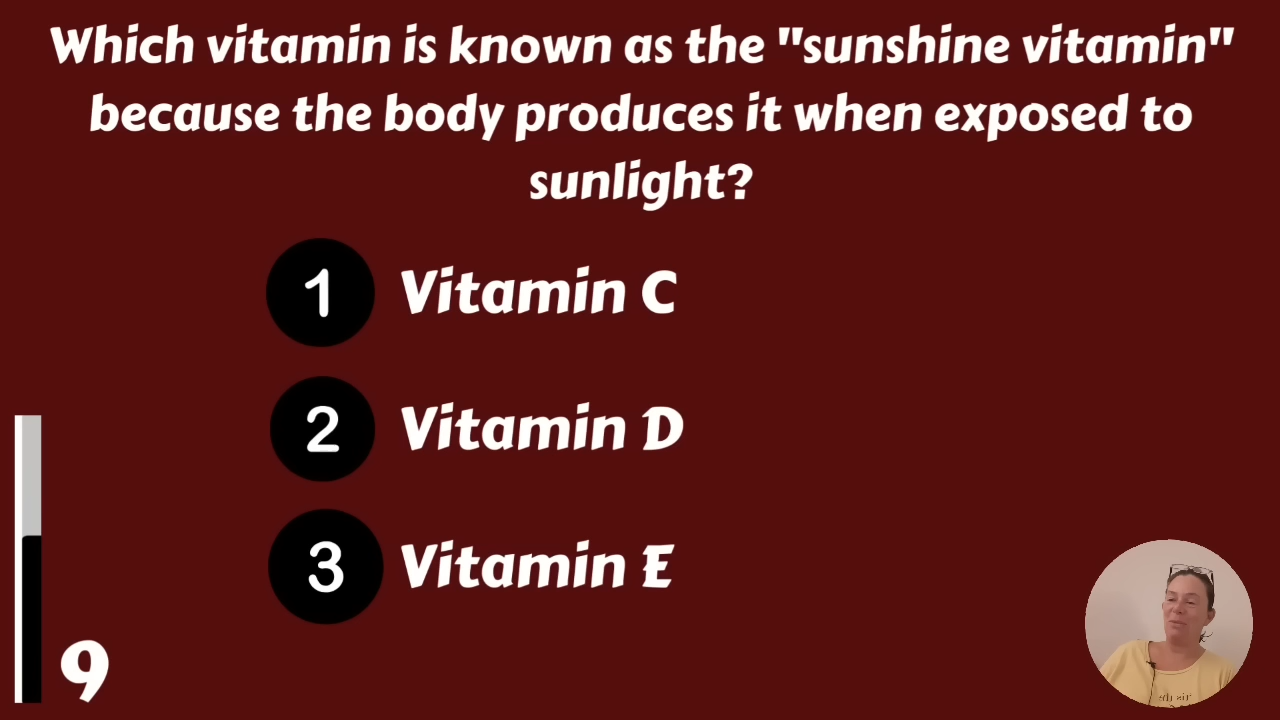 Which vitamin is known as the "sunshine vitamin"
because the body produces it when exposed to
sunlight?
1 Vitamin C
2 Vitamin D
3 Vitamin E
9